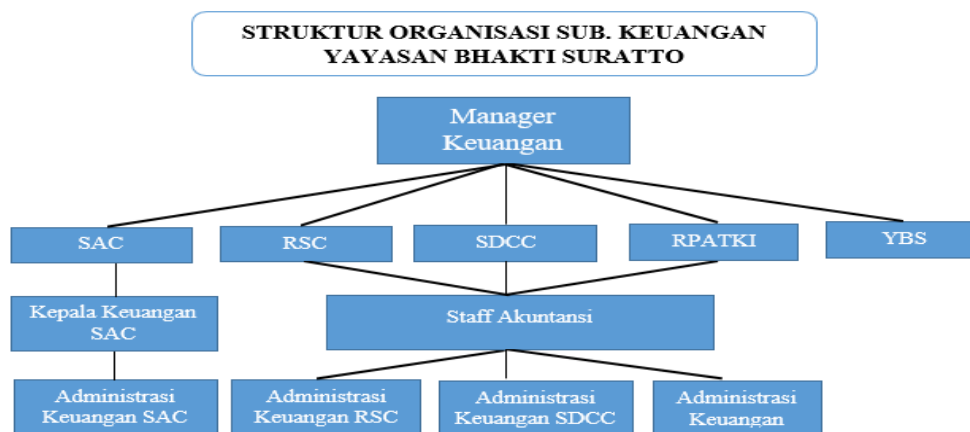 STRUKTUR ORGANISASI SUB. KEUANGAN
YAYASAN BHAKTI SURATTO
Manager
Keuangan
SAC
RSC
SDCC
RPATKI
YBS
Kepala Keuangan
SAC
Staff Akuntansi
Administrasi
Keuangan SAC
Administrasi
Keuangan RSC
Administrasi
Keuangan SDCC
Administrasi
Keuangan